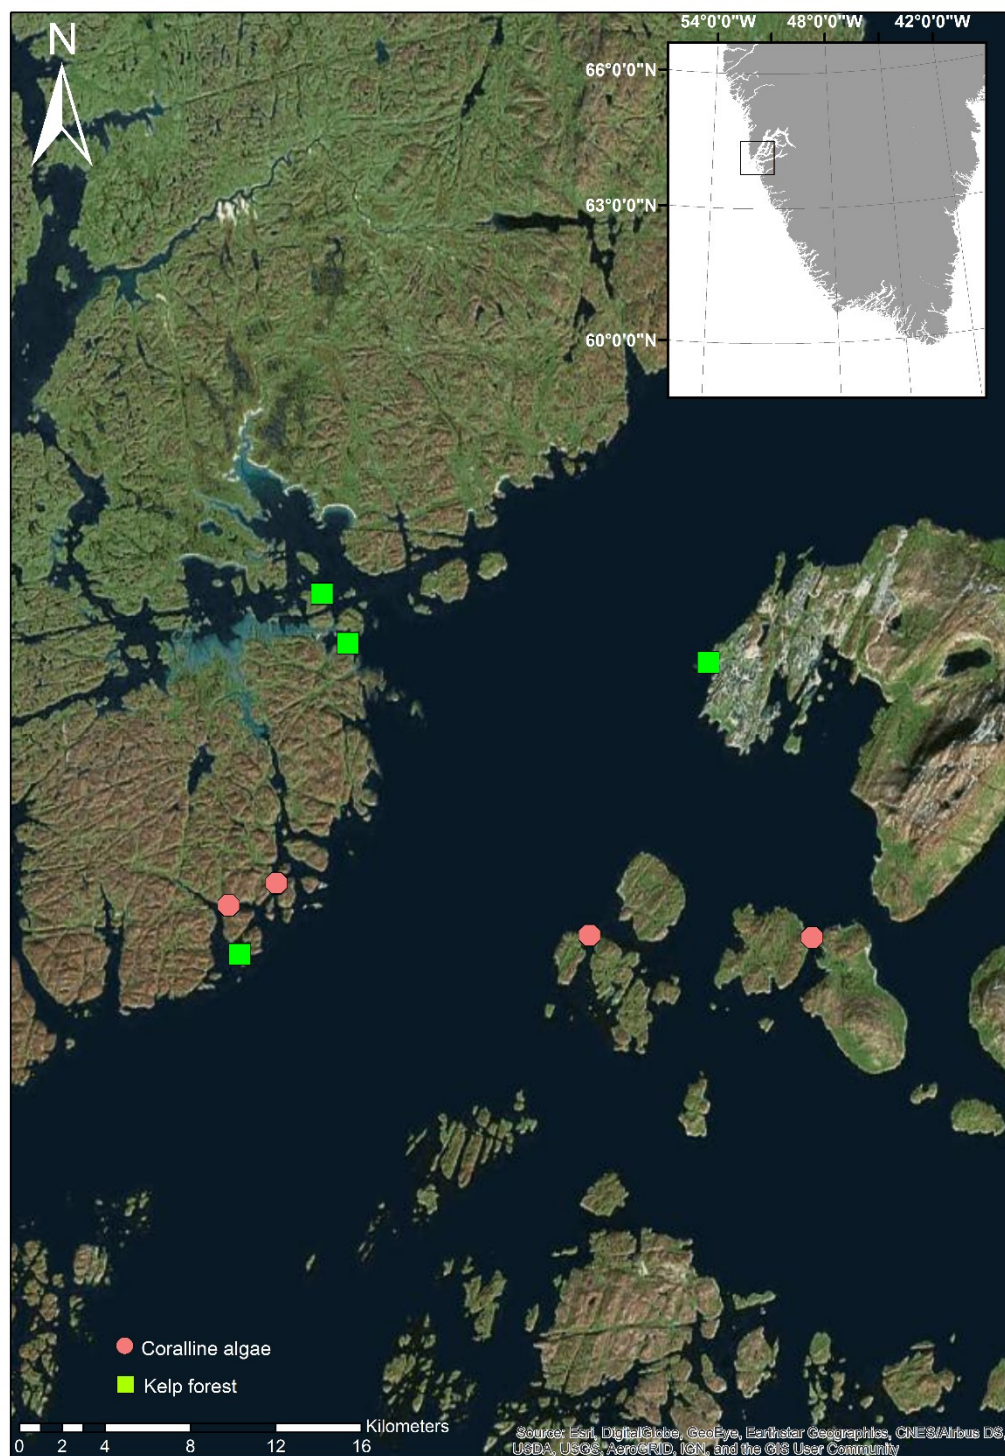 N
54°0'0"W 48°0'0"W 42°0'0"W
66°0'0"N
63°0'0"N
60°0'0"N
Coralline algae
Kelp forest
Kilometers
0 2 4 8 12 16
Source: Esri, DigitalGlobe, GeoEye, Earthstar Geographics, CNES/Airbus DS
USDA, USGS, AeroGRID, IGN, and the GIS User Community